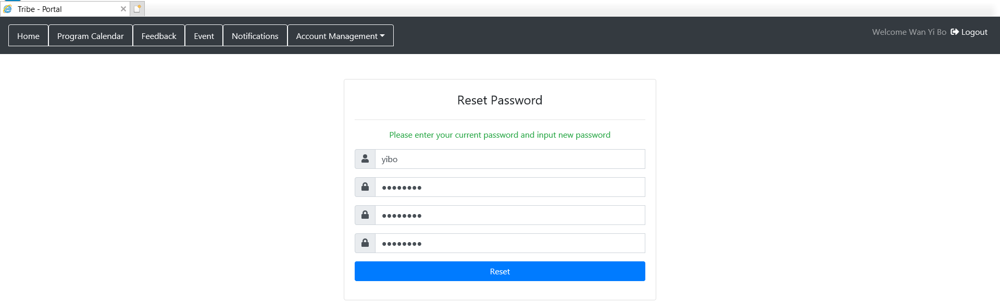 Tribe - Portal
Home Program Calendar Feedback Event Notifications Account Management Welcome Wan Yi Bo Logout
Reset Password
Please enter your current password and input new password
yibo
••••••••
••••••••
••••••••
Reset